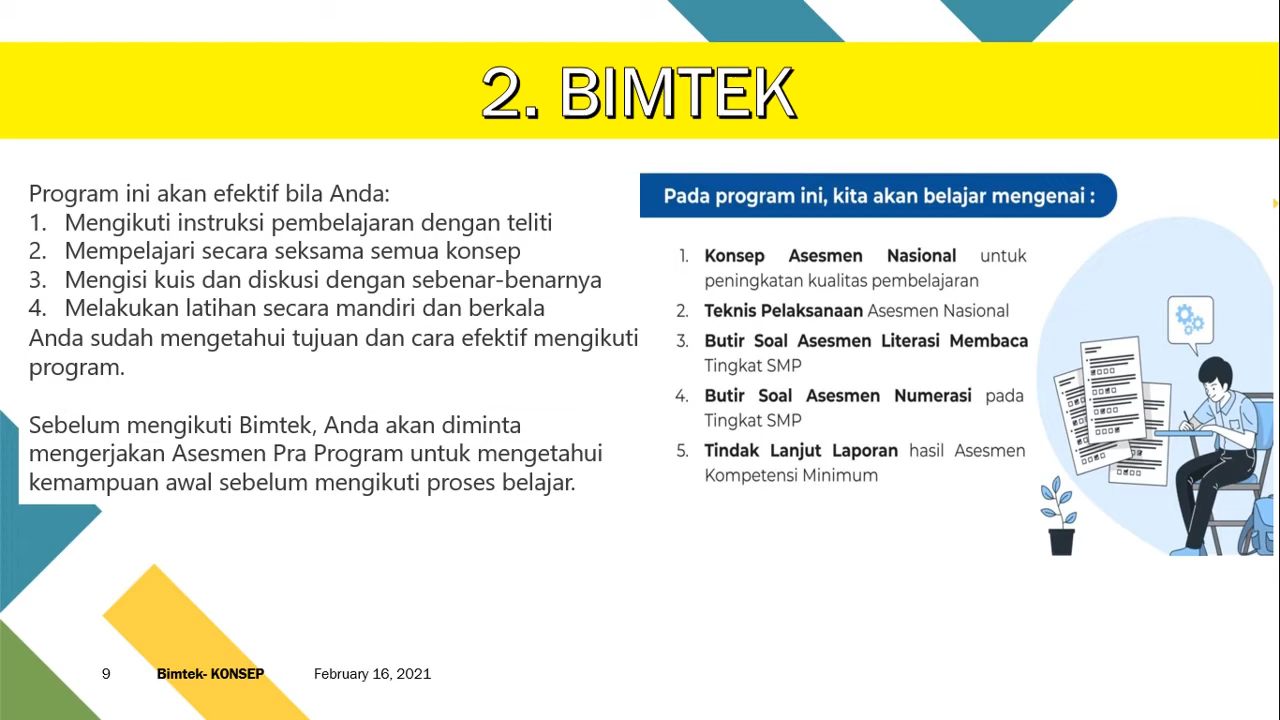 2. BIMTEK
Program ini akan efektif bila Anda:
1. Mengikuti instruksi pembelajaran dengan teliti
2. Mempelajari secara seksama semua konsep
3. Mengisi kuis dan diskusi dengan sebenar-benarnya
4. Melakukan latihan secara mandiri dan berkala
Anda sudah mengetahui tujuan dan cara efektif mengikuti
program.
Sebelum mengikuti Bimtek, Anda akan diminta
mengerjakan Asesmen Pra Program untuk mengetahui
kemampuan awal sebelum mengikuti proses belajar.
Pada program ini, kita akan belajar mengenai :
1. Konsep Asesmen Nasional untuk
peningkatan kualitas pembelajaran
2. Teknis Pelaksanaan Asesmen Nasional
3. Butir Soal Asesmen Literasi Membaca
Tingkat SMP
4. Butir Soal Asesmen Numerasi pada
Tingkat SMP
5. Tindak Lanjut Laporan hasil Asesmen
Kompetensi Minimum
9 Bimtek- KONSEP February 16, 2021